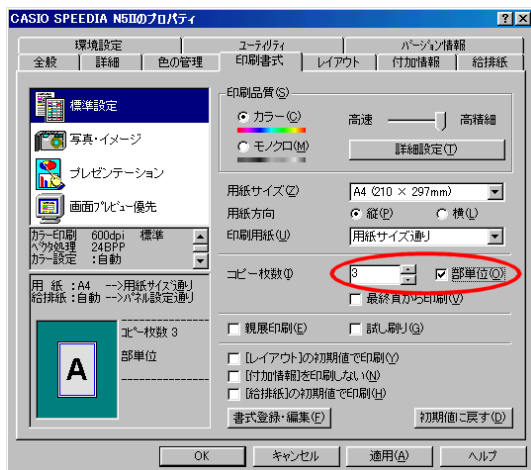 CASIO SPEEDIA N5IIのプロパティ
環境設定 ユーティリティ バージョン情報
全般 詳細 色の管理 印刷書式 レイアウト 付加情報 給排紙
標準設定
写真・イメージ
プレゼンテーション
画面プレビュー優先
カラー印刷 600dpi 標準
ベクタ処理 24BPP
カラー設定 :自動
用 紙 :A4 -->用紙サイズ通り
給排紙 :自動 -->パネル設定通り
コピー枚数 3
部単位
A
印刷品質(S)
カラー(C)
高速 高精細
モノクロ(M)
詳細設定(T)
用紙サイズ(Z) A4 (210 × 297mm)
用紙方向 縦(P) 横(L)
印刷用紙(U) 用紙サイズ通り
コピー枚数(I) 3 部単位(O)
最終頁から印刷(V)
親展印刷(E) 試し刷り(G)
[レイアウト]の初期値で印刷(Y)
[付加情報]を印刷しない(N)
[給排紙]の初期値で印刷(H)
書式登録・編集(F) 初期値に戻す(D)
OK キャンセル 適用(A) ヘルプ